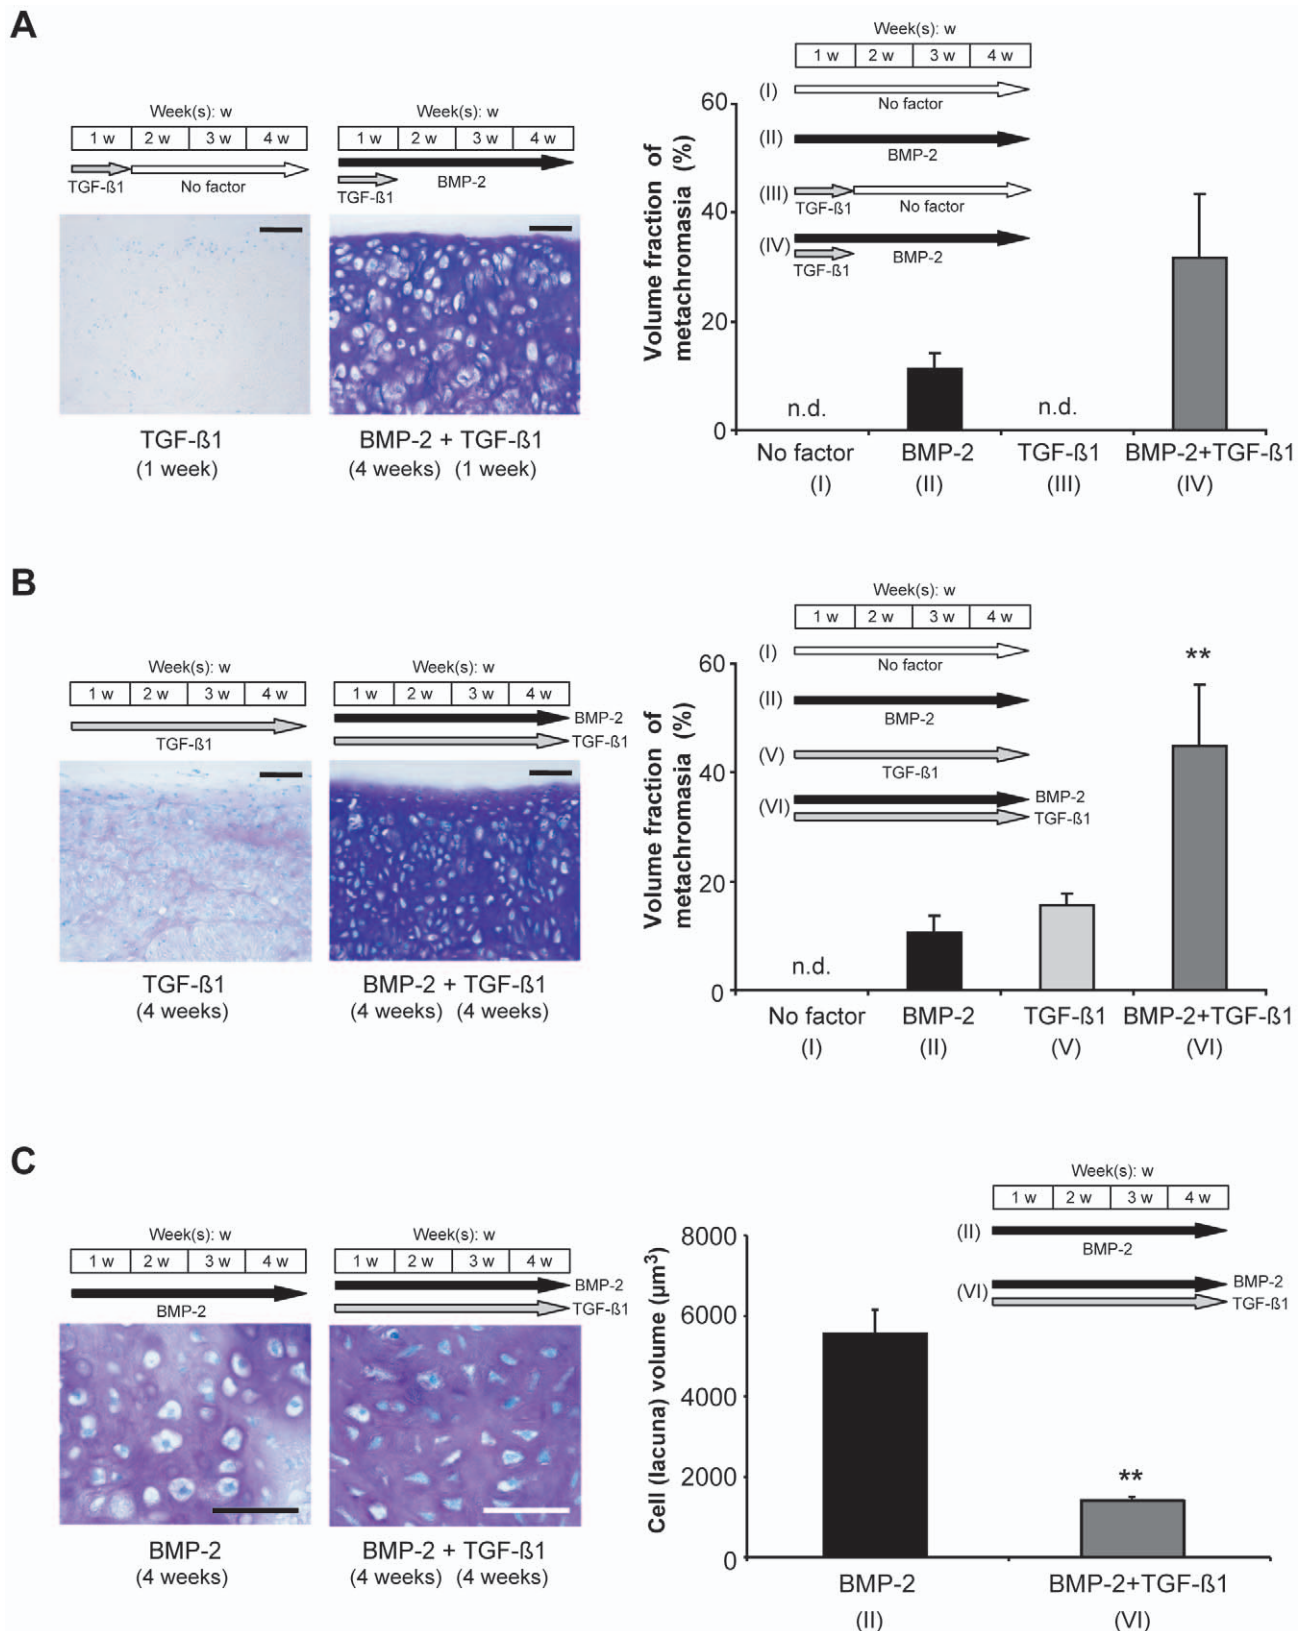 A
Week(s): w
1 w 2 w 3 w 4 w
TGF-ß1 No factor
TGF-ß1
(1 week)
Week(s): w
1 w 2 w 3 w 4 w
BMP-2
TGF-ß1
BMP-2 + TGF-ß1
(4 weeks) (1 week)
Week(s): w
1 w 2 w 3 w 4 w
(I)
No factor
(II)
BMP-2
(III)
TGF-ß1 No factor
(IV)
BMP-2
TGF-ß1
Volume fraction of
metachromasia (%)
60
40
20
0
n.d.
n.d.
No factor BMP-2 TGF-ß1 BMP-2+TGF-ß1
(I) (II) (III) (IV)
B
Week(s): w
1 w 2 w 3 w 4 w
TGF-ß1
TGF-ß1
(4 weeks)
Week(s): w
1 w 2 w 3 w 4 w
BMP-2
TGF-ß1
BMP-2 + TGF-ß1
(4 weeks) (4 weeks)
Week(s): w
1 w 2 w 3 w 4 w
(I)
No factor
(II)
BMP-2
(V)
TGF-ß1
(VI)
BMP-2
TGF-ß1
Volume fraction of
metachromasia (%)
60
40
20
0
n.d.
**
No factor BMP-2 TGF-ß1 BMP-2+TGF-ß1
(I) (II) (V) (VI)
C
Week(s): w
1 w 2 w 3 w 4 w
BMP-2
BMP-2
(4 weeks)
Week(s): w
1 w 2 w 3 w 4 w
BMP-2
TGF-ß1
BMP-2 + TGF-ß1
(4 weeks) (4 weeks)
Week(s): w
1 w 2 w 3 w 4 w
(II)
BMP-2
(VI)
BMP-2
TGF-ß1
Cell (lacuna) volume (µm³)
8000
6000
4000
2000
0
**
BMP-2 BMP-2+TGF-ß1
(II) (VI)